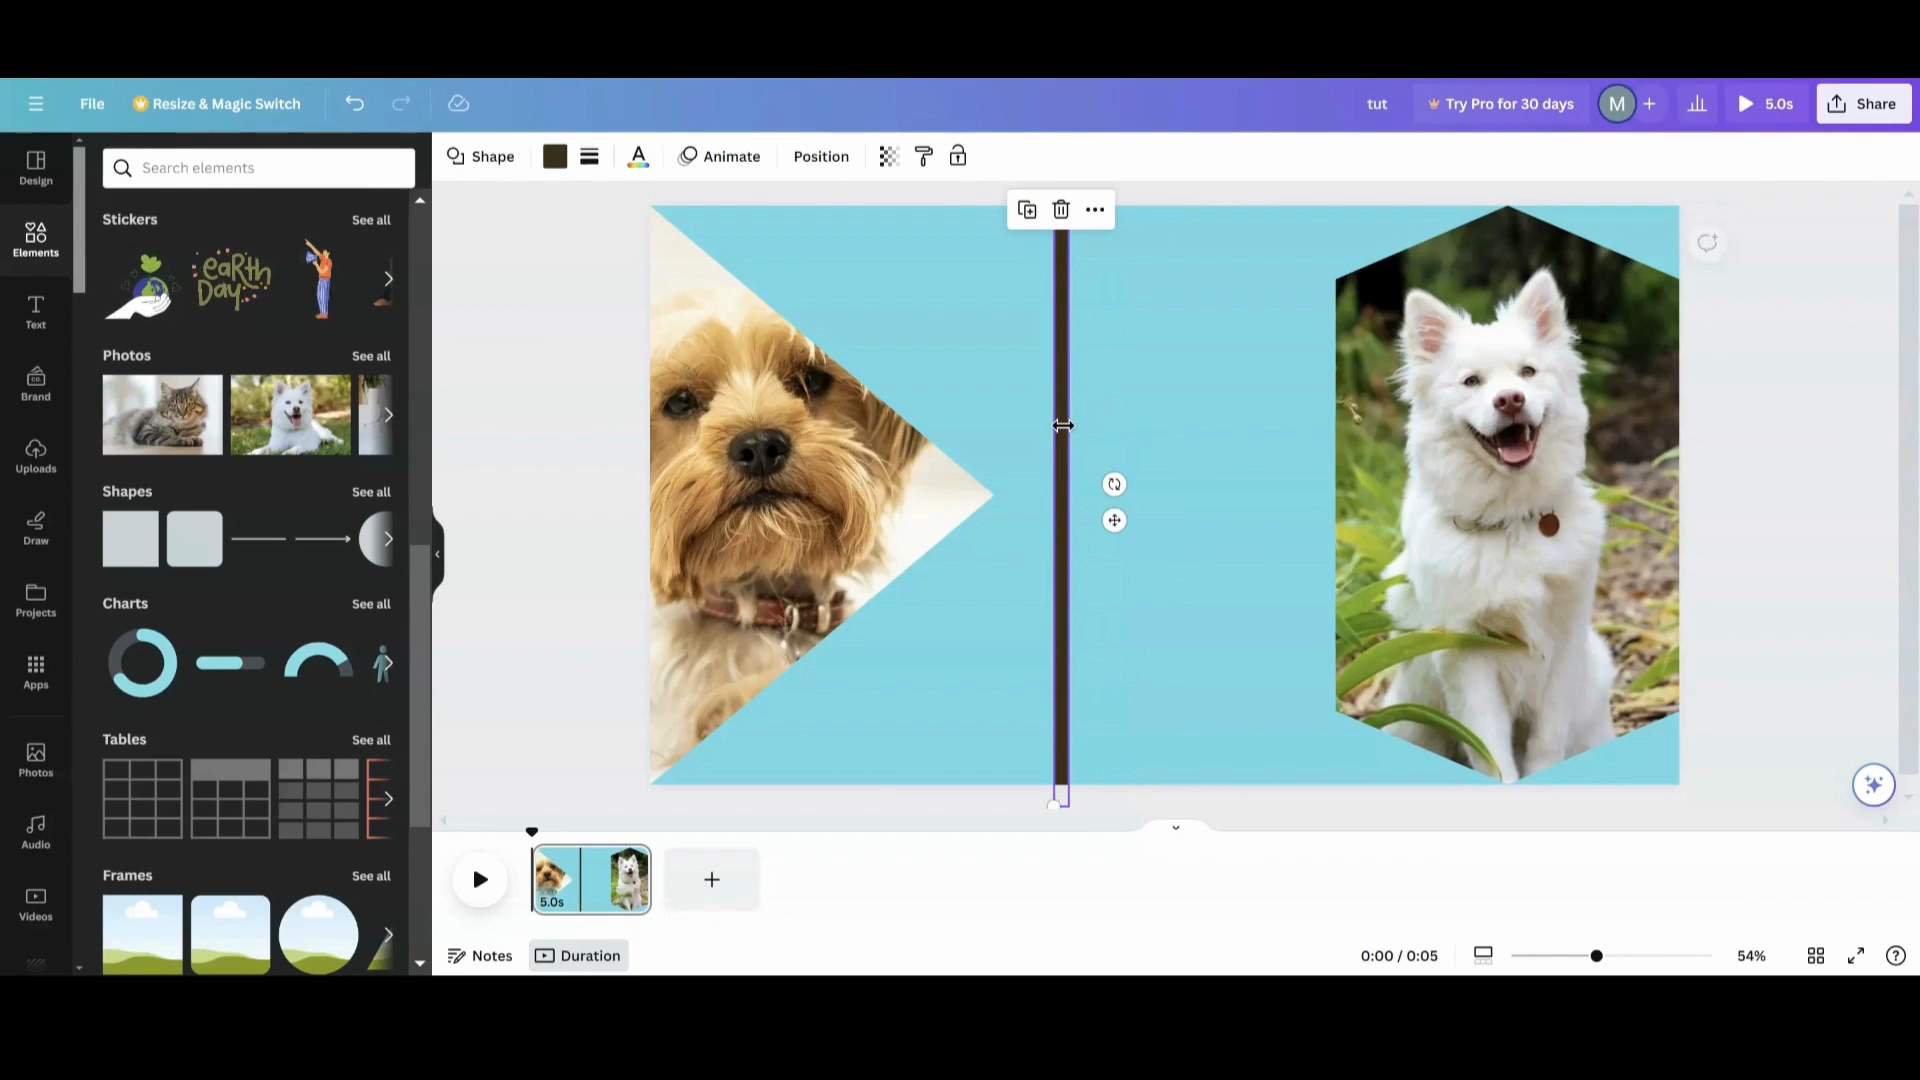 File
Resize & Magic Switch
tut
Try Pro for 30 days
M
5.0s
Share
Design
Elements
Text
Brand
Uploads
Draw
Projects
Apps
Photos
Audio
Videos
Search elements
Stickers
See all
eaRth
Day
Photos
See all
Shapes
See all
Charts
See all
Tables
See all
Frames
See all
Shape
A
Animate
Position
5.0s
Notes
Duration
0:00 / 0:05
54%